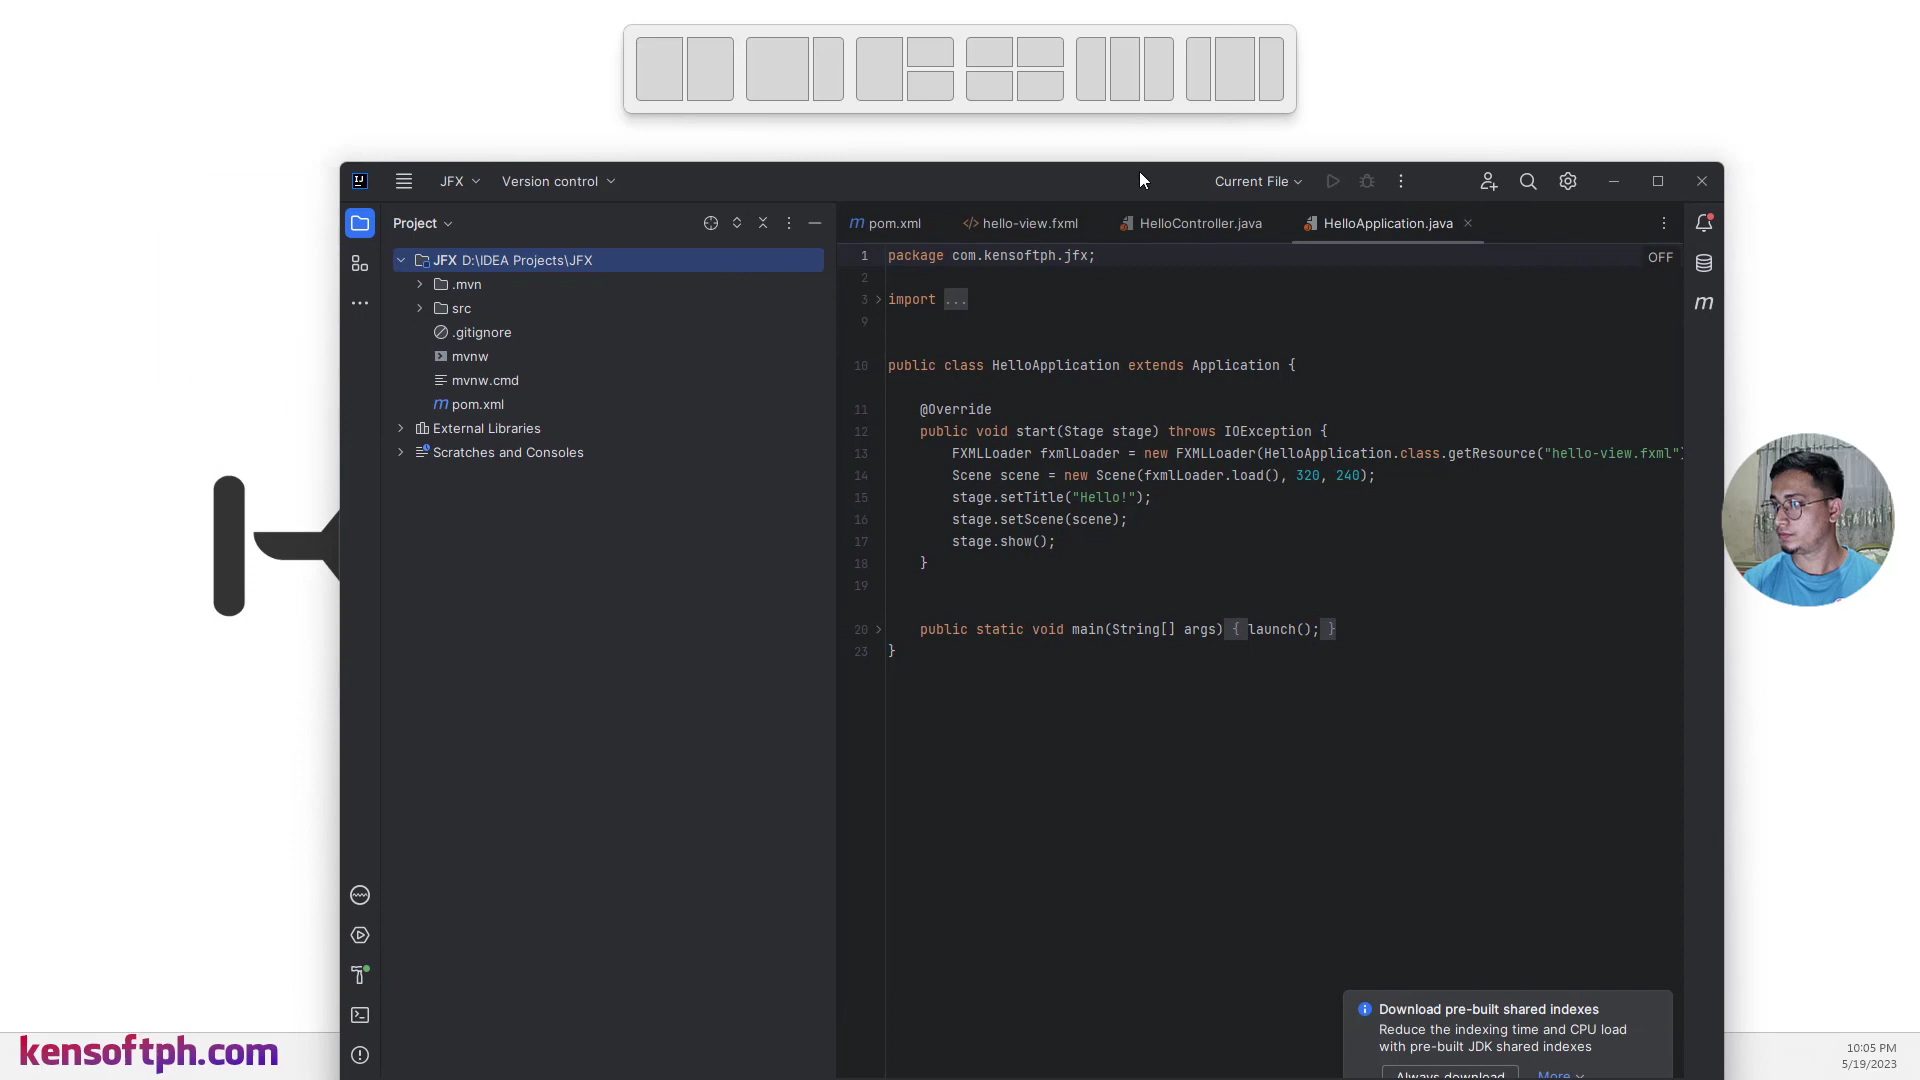 IJ
JFX
Version control
Current File
Project
m pom.xml
</> hello-view.fxml
HelloController.java
HelloApplication.java
JFX D:\IDEA Projects\JFX
.mvn
src
.gitignore
mvnw
mvnw.cmd
m pom.xml
External Libraries
Scratches and Consoles
OFF
m
1 package com.kensoftph.jfx;
2
3 import ...
9
10 public class HelloApplication extends Application {
11 @Override
12 public void start(Stage stage) throws IOException {
13 FXMLLoader fxmlLoader = new FXMLLoader(HelloApplication.class.getResource("hello-view.fxml")
14 Scene scene = new Scene(fxmlLoader.load(), 320, 240);
15 stage.setTitle("Hello!");
16 stage.setScene(scene);
17 stage.show();
18 }
19
20 public static void main(String[] args) { launch(); }
23 }
Download pre-built shared indexes
Reduce the indexing time and CPU load
with pre-built JDK shared indexes
Always download More
kensoftph.com
10:05 PM
5/19/2023